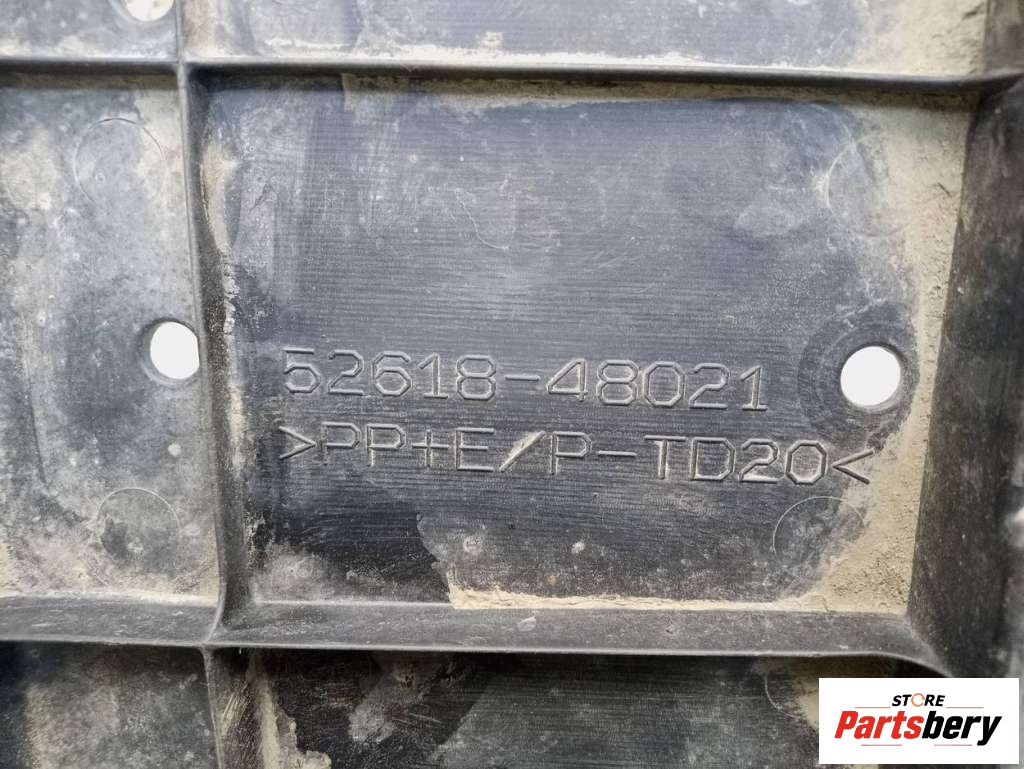 52618-48021
>PP+E/P-TD20<
STORE
Partsbery